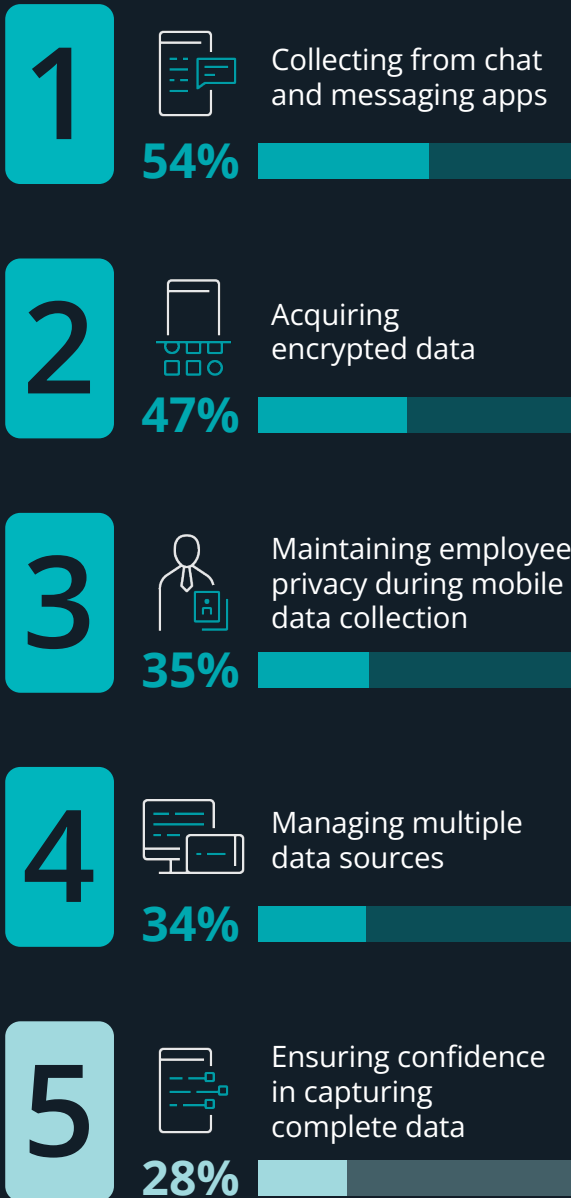 1
Collecting from chat
and messaging apps
54%
2
Acquiring
encrypted data
47%
3
Maintaining employee
privacy during mobile
data collection
35%
4
Managing multiple
data sources
34%
5
Ensuring confidence
in capturing
complete data
28%